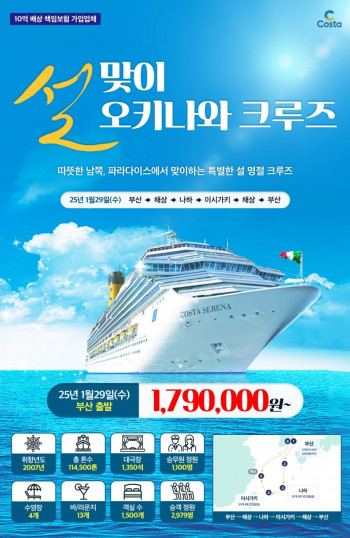 10억 배상 책임보험 가입업체
Costa
설 맞이
오키나와 크루즈
따뜻한 남쪽, 파라다이스에서 맞이하는 특별한 설 명절 크루즈
25년 1월29일(수) 부산 → 해상 → 나하 → 이시가키 → 해상 → 부산
COSTA SERENA
25년 1월29일(수)
부산 출발
1,790,000원~
취항년도
2007년
총 톤수
114,500톤
대극장
1,350석
승무원 정원
1,100명
수영장
4개
바/라운지
13개
객실 수
1,500개
승객 정원
2,979명
부산
나하
이시가키
부산 → 해상 → 나하 → 이시가키 → 해상 → 부산